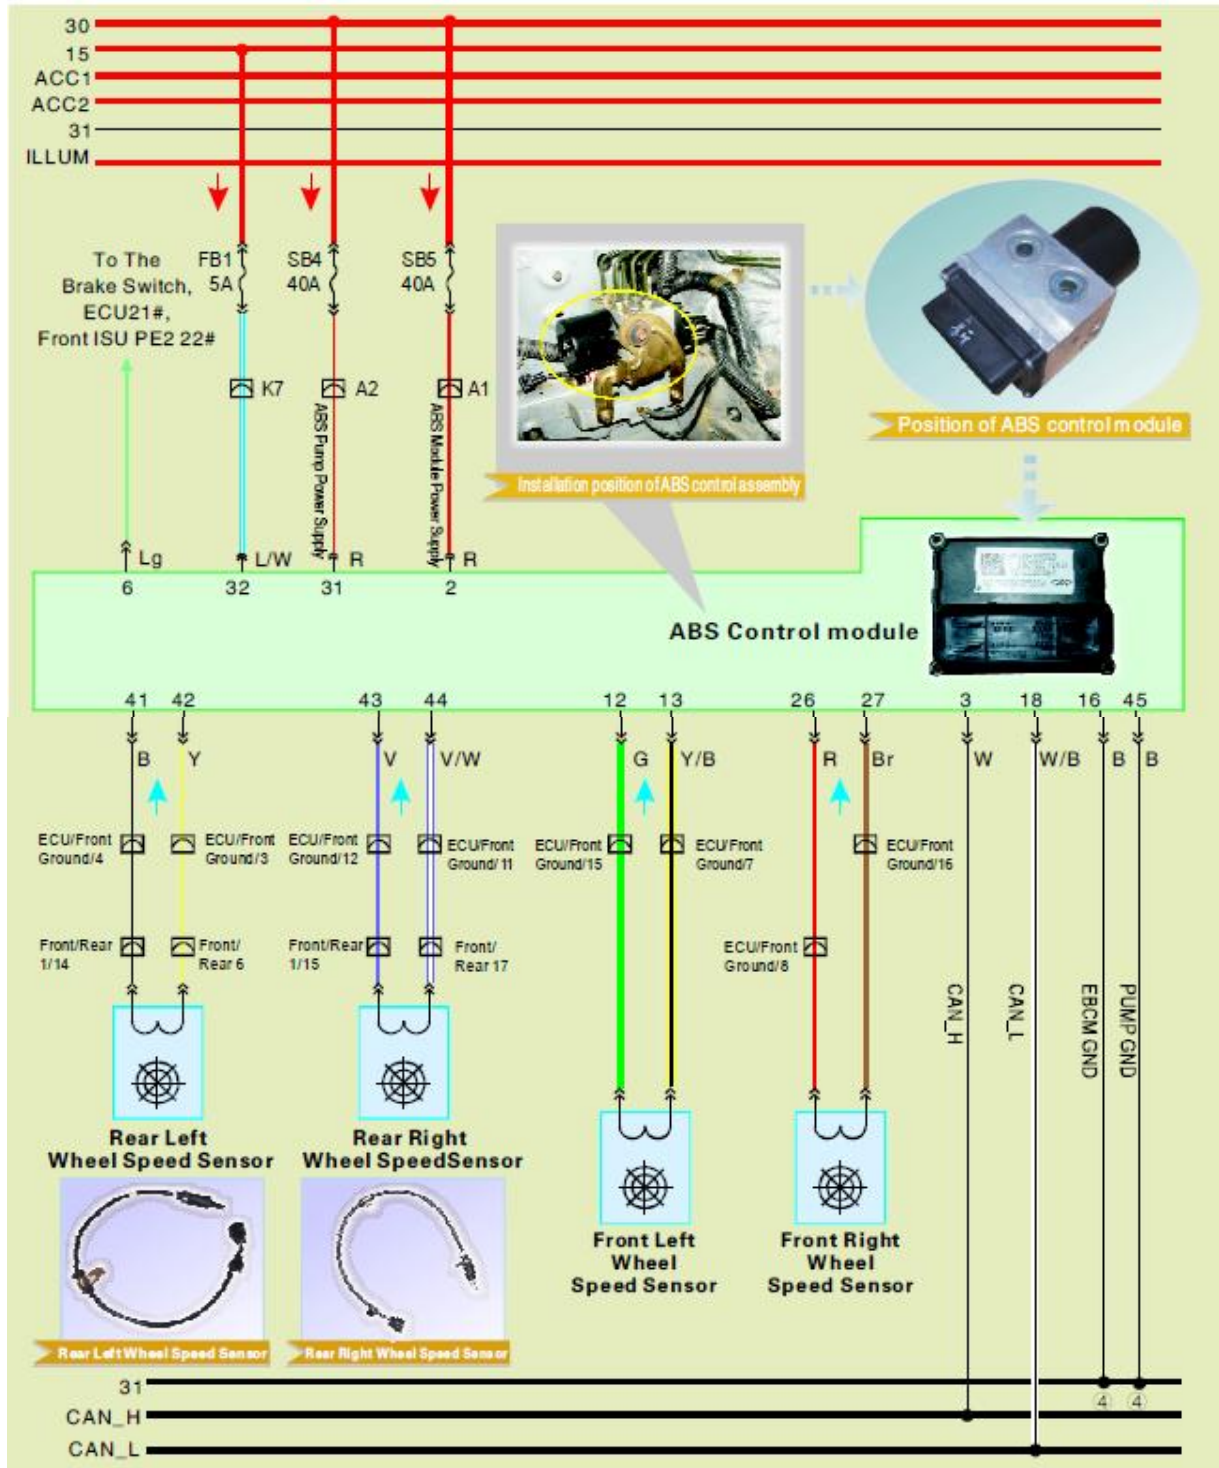 30
15
ACC1
ACC2
31
ILLUM
To The
Brake Switch,
ECU21#,
Front ISU PE2 22#
FB1
5A
SB4
40A
SB5
40A
K7
A2
A1
ABS Pump Power Supply
ABS Module Power Supply
Installation position of ABS control assembly
Position of ABS control module
Lg
L/W
R
R
6
32
31
2
ABS Control module
41
42
43
44
12
13
26
27
3
18
16
45
B
Y
V
V/W
G
Y/B
R
Br
W
W/B
B
B
ECU/Front
Ground/4
ECU/Front
Ground/3
ECU/Front
Ground/12
ECU/Front
Ground/11
ECU/Front
Ground/15
ECU/Front
Ground/7
ECU/Front
Ground/16
Front/Rear
1/14
Front/
Rear 6
Front/Rear
1/15
Front/
Rear 17
ECU/Front
Ground/8
CAN_H
CAN_L
EBCM GND
PUMP GND
Rear Left
Wheel Speed Sensor
Rear Right
Wheel SpeedSensor
Front Left
Wheel
Speed Sensor
Front Right
Wheel
Speed Sensor
Rear Left Wheel Speed Sensor
Rear Right Wheel Speed Sensor
31
4
4
CAN_H
CAN_L